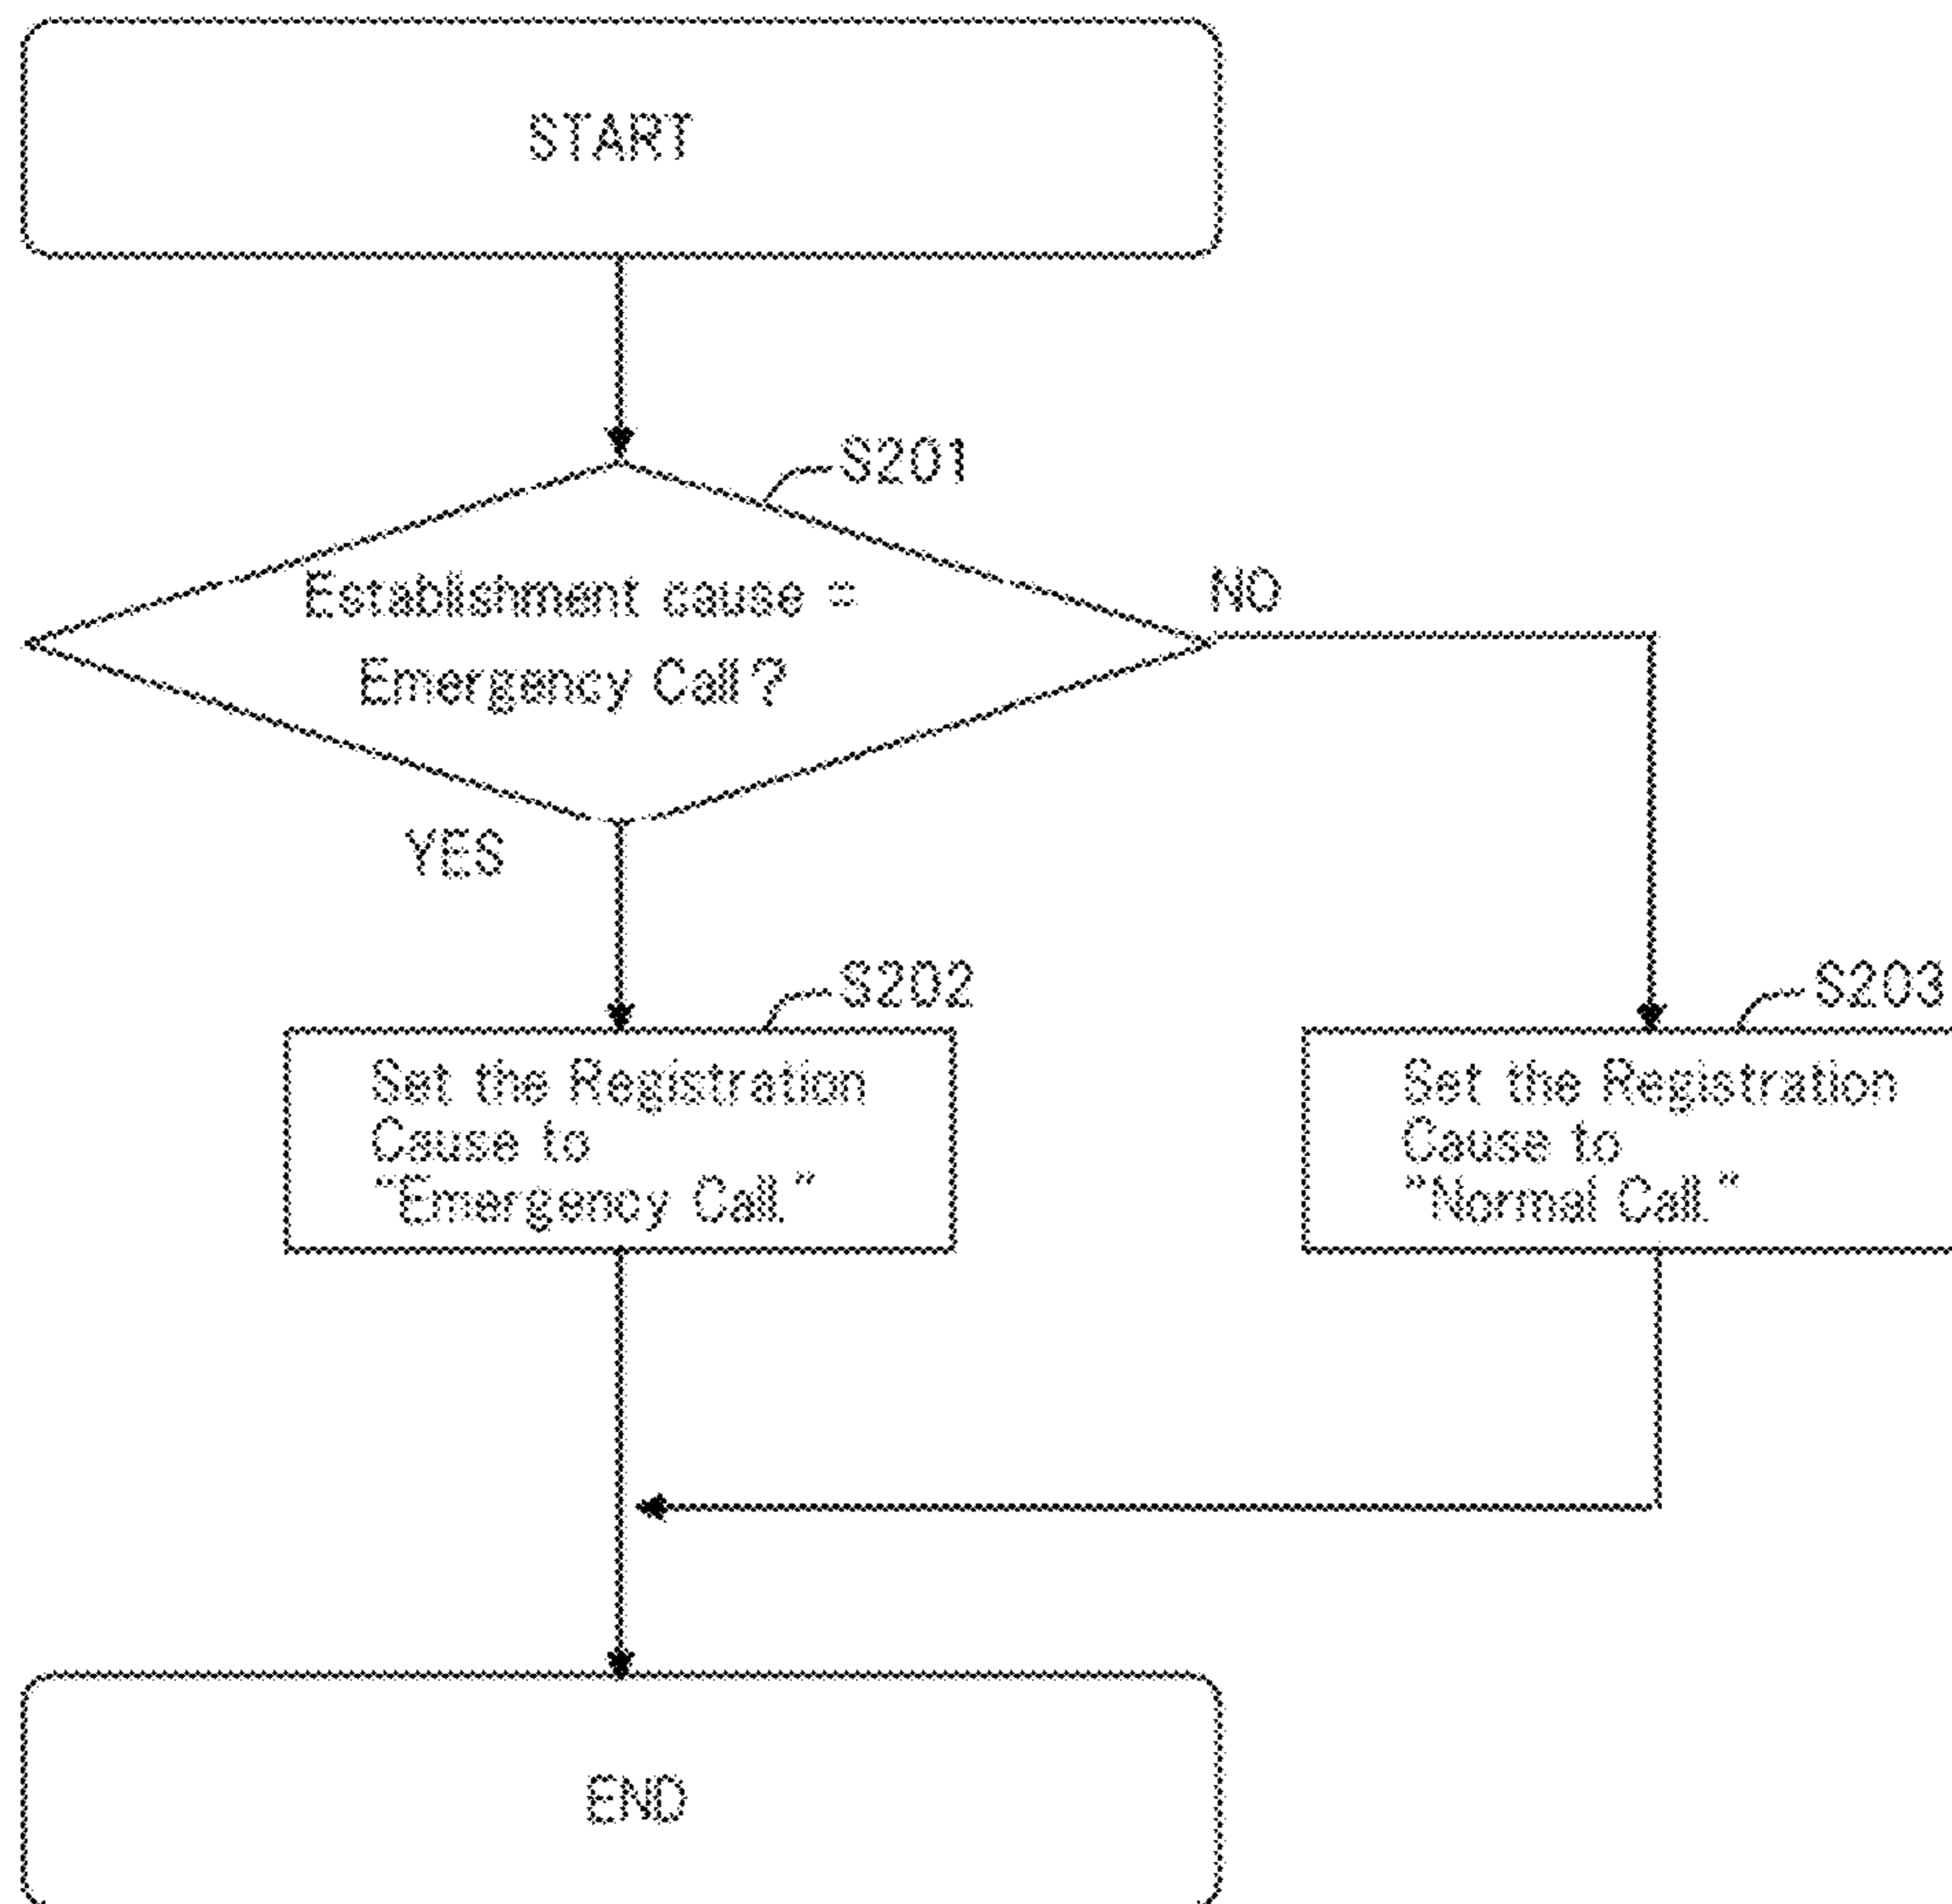 START
S201
Establishment cause =
Emergency Call?
NO
YES
S202
Set the Registration
Cause to
"Emergency Call."
S203
Set the Registration
Cause to
"Normal Call."
END